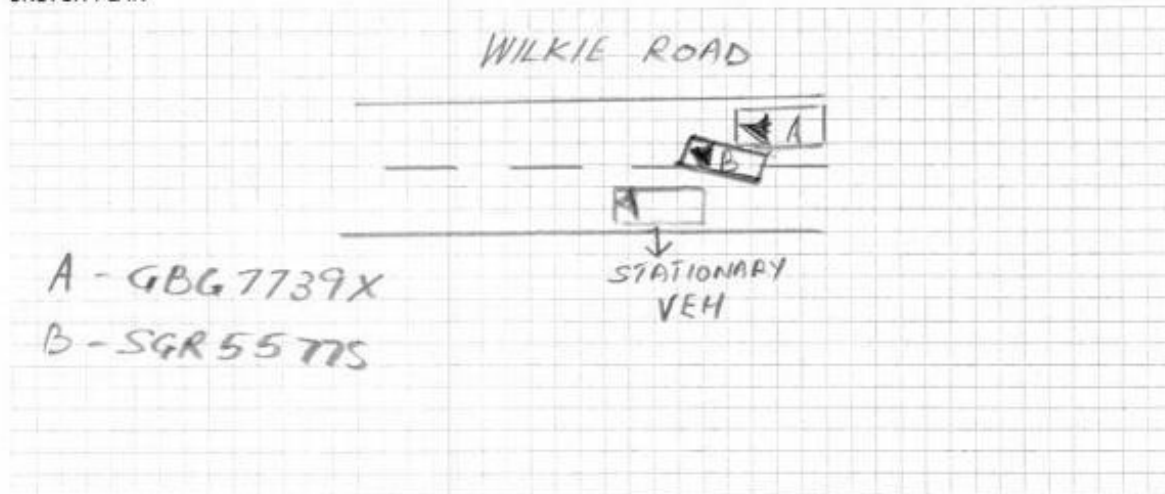 WILKIE ROAD
A
B
STATIONARY
VEH
A - GBG7739X
B - SGR5577S